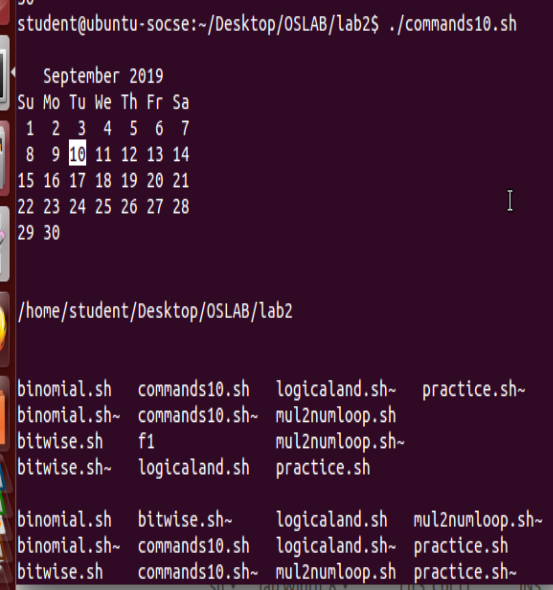 student@ubuntu-socse:~/Desktop/OSLAB/lab2$ ./commands10.sh
September 2019
Su Mo Tu We Th Fr Sa
1 2 3 4 5 6 7
8 9 10 11 12 13 14
15 16 17 18 19 20 21
22 23 24 25 26 27 28
29 30
/home/student/Desktop/OSLAB/lab2
binomial.sh commands10.sh logicaland.sh~ practice.sh~
binomial.sh~ commands10.sh~ mul2numloop.sh
bitwise.sh f1 mul2numloop.sh~
bitwise.sh~ logicaland.sh practice.sh
binomial.sh bitwise.sh~ logicaland.sh mul2numloop.sh~
binomial.sh~ commands10.sh logicaland.sh~ practice.sh
bitwise.sh commands10.sh~ mul2numloop.sh practice.sh~